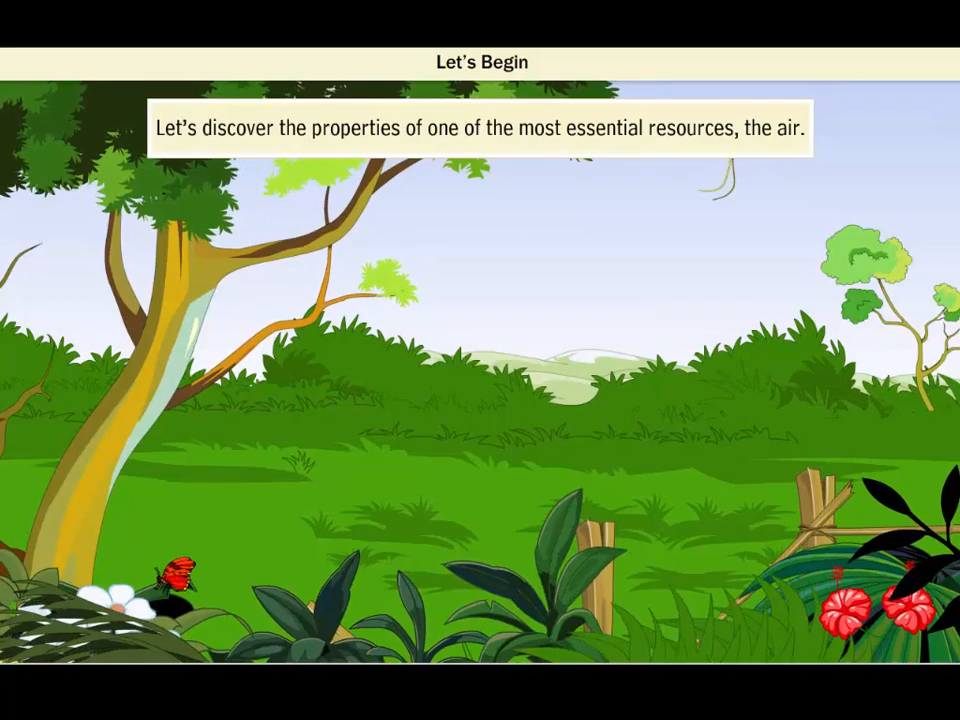 Let's Begin
Let's discover the properties of one of the most essential resources, the air.